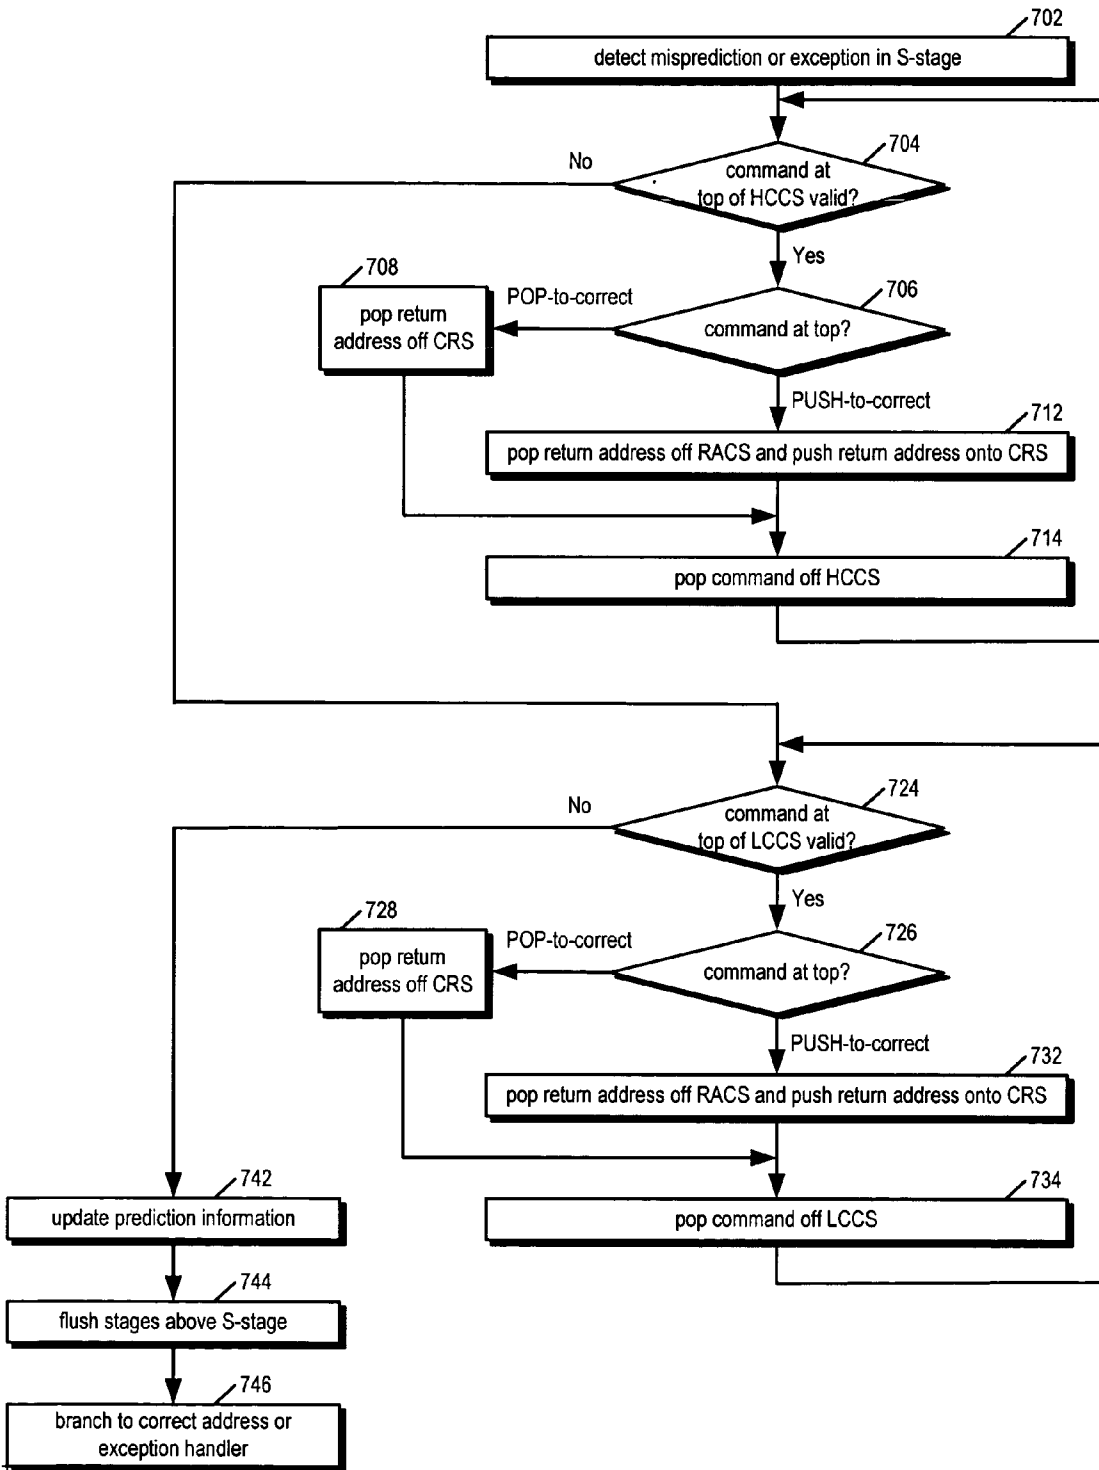 702
detect misprediction or exception in S-stage
704
No
command at
top of HCCS valid?
Yes
708
706
POP-to-correct
pop return
address off CRS
command at top?
PUSH-to-correct
712
pop return address off RACS and push return address onto CRS
714
pop command off HCCS
724
No
command at
top of LCCS valid?
Yes
728
726
POP-to-correct
pop return
address off CRS
command at top?
PUSH-to-correct
732
pop return address off RACS and push return address onto CRS
734
pop command off LCCS
742
update prediction information
744
flush stages above S-stage
746
branch to correct address or
exception handler